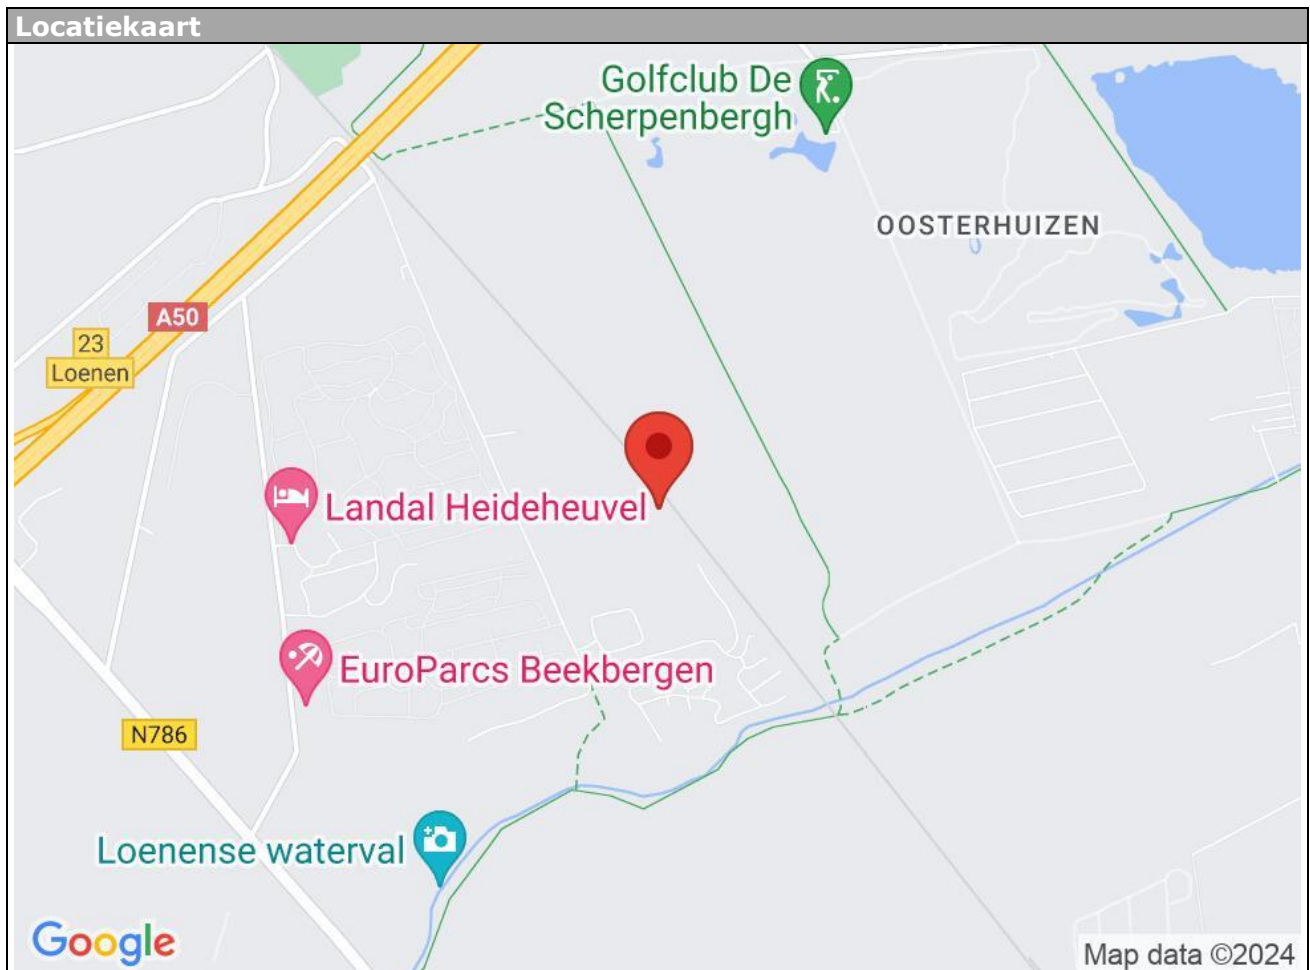 Locatiekaart
Golfclub De
Scherpenbergh
OOSTERHUIZEN
A50
23
Loenen
Landal Heideheuvel
EuroParcs Beekbergen
N786
Loenense waterval
Google
Map data ©2024